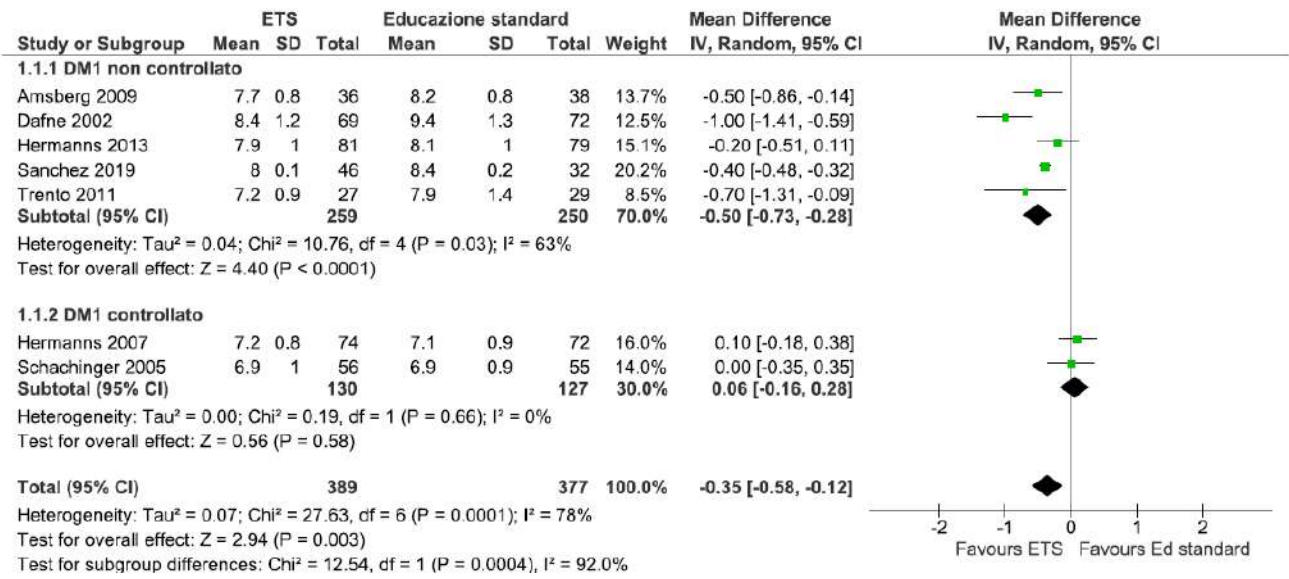 ETS Educazione standard Mean Difference Mean Difference
Study or Subgroup Mean SD Total Mean SD Total Weight IV, Random, 95% CI IV, Random, 95% CI
1.1.1 DM1 non controllato
Amsberg 2009 7.7 0.8 36 8.2 0.8 38 13.7% -0.50 [-0.86, -0.14]
Dafne 2002 8.4 1.2 69 9.4 1.3 72 12.5% -1.00 [-1.41, -0.59]
Hermanns 2013 7.9 1 81 8.1 1 79 15.1% -0.20 [-0.51, 0.11]
Sanchez 2019 8 0.1 46 8.4 0.2 32 20.2% -0.40 [-0.48, -0.32]
Trento 2011 7.2 0.9 27 7.9 1.4 29 8.5% -0.70 [-1.31, -0.09]
Subtotal (95% CI) 259 250 70.0% -0.50 [-0.73, -0.28]
Heterogeneity: Tau² = 0.04; Chi² = 10.76, df = 4 (P = 0.03); I² = 63%
Test for overall effect: Z = 4.40 (P < 0.0001)
1.1.2 DM1 controllato
Hermanns 2007 7.2 0.8 74 7.1 0.9 72 16.0% 0.10 [-0.18, 0.38]
Schachinger 2005 6.9 1 56 6.9 0.9 55 14.0% 0.00 [-0.35, 0.35]
Subtotal (95% CI) 130 127 30.0% 0.06 [-0.16, 0.28]
Heterogeneity: Tau² = 0.00; Chi² = 0.19, df = 1 (P = 0.66); I² = 0%
Test for overall effect: Z = 0.56 (P = 0.58)
Total (95% CI) 389 377 100.0% -0.35 [-0.58, -0.12]
Heterogeneity: Tau² = 0.07; Chi² = 27.63, df = 6 (P = 0.0001); I² = 78%
Test for overall effect: Z = 2.94 (P = 0.003)
Test for subgroup differences: Chi² = 12.54, df = 1 (P = 0.0004), I² = 92.0%
-2 -1 0 1 2
Favours ETS Favours Ed standard